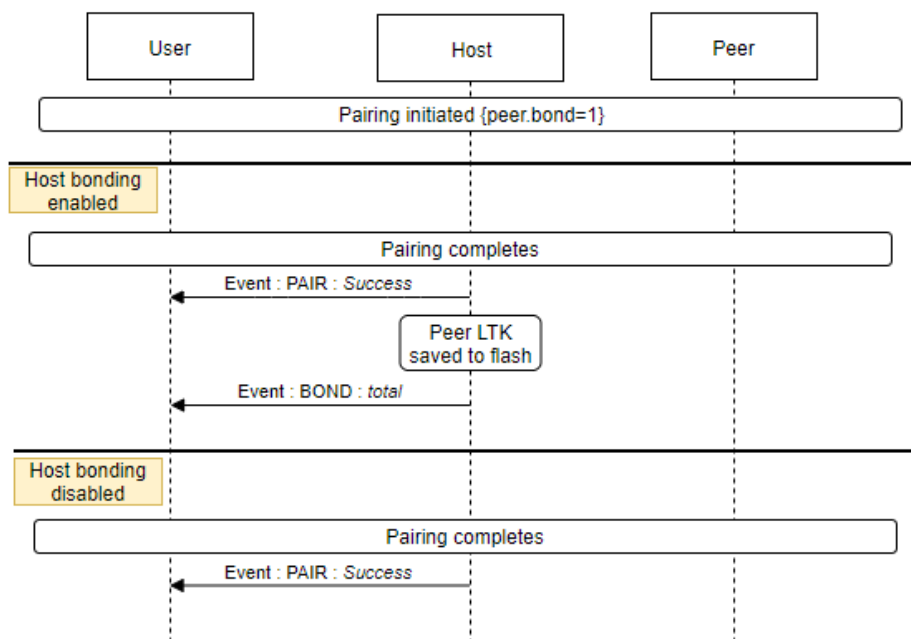 User
Host
Peer
Pairing initiated {peer.bond=1}
Host bonding
enabled
Pairing completes
Event : PAIR : Success
Peer LTK
saved to flash
Event : BOND : total
Host bonding
disabled
Pairing completes
Event : PAIR : Success